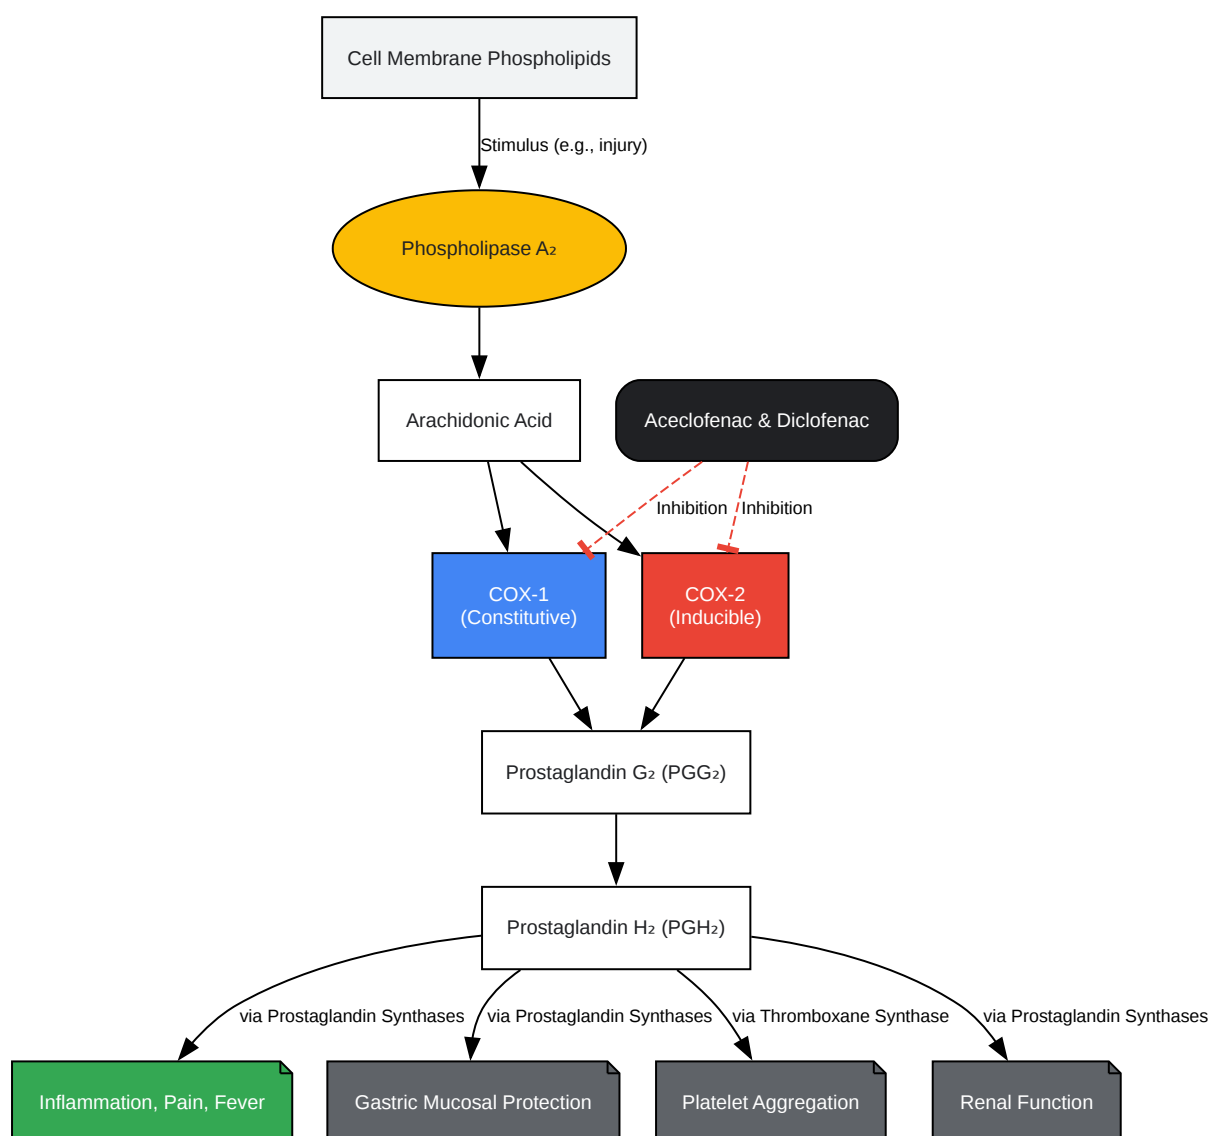 Cell Membrane Phospholipids
Stimulus (e.g., injury)
Phospholipase A₂
Arachidonic Acid
Aceclofenac & Diclofenac
Inhibition
Inhibition
COX-1
(Constitutive)
COX-2
(Inducible)
Prostaglandin G₂ (PGG₂)
Prostaglandin H₂ (PGH₂)
via Prostaglandin Synthases
via Prostaglandin Synthases
via Thromboxane Synthase
via Prostaglandin Synthases
Inflammation, Pain, Fever
Gastric Mucosal Protection
Platelet Aggregation
Renal Function